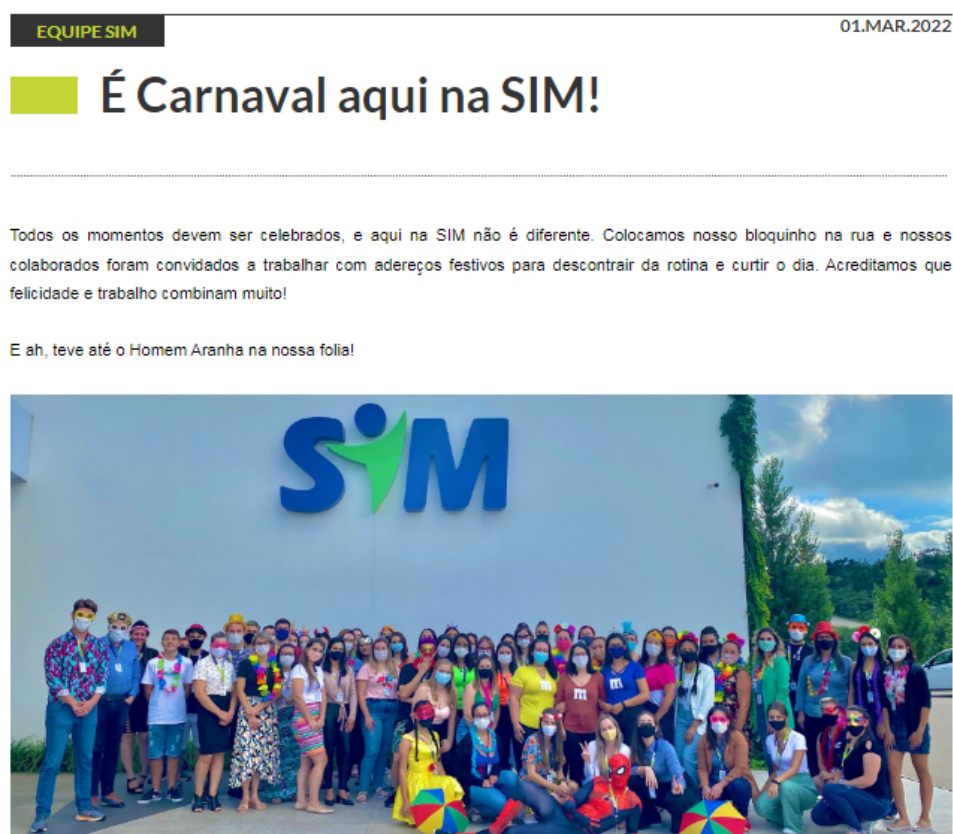 EQUIPE SIM
01.MAR.2022
É Carnaval aqui na SIM!
Todos os momentos devem ser celebrados, e aqui na SIM não é diferente. Colocamos nosso bloquinho na rua e nossos
colaborados foram convidados a trabalhar com adereços festivos para descontrair da rotina e curtir o dia. Acreditamos que
felicidade e trabalho combinam muito!
E ah, teve até o Homem Aranha na nossa folia!
SIM
m
m
m